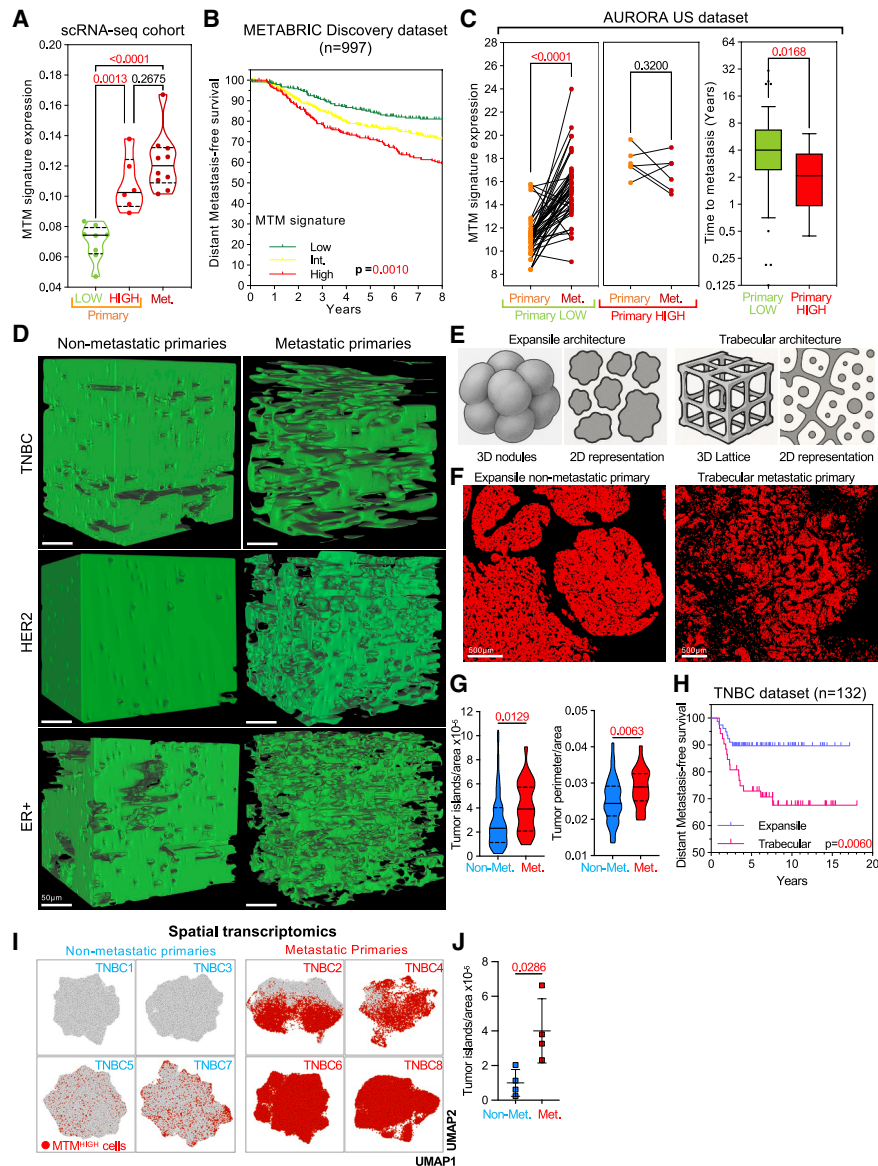 A
scRNA-seq cohort
<0.0001
0.0013
0.2675
MTM signature expression
0.20
0.18
0.16
0.14
0.12
0.10
0.08
0.06
0.04
LOW
HIGH
Met.
Primary
B
METABRIC Discovery dataset
(n=997)
Distant Metastasis-free survival
100
90
80
70
60
50
40
30
20
10
0
MTM signature
Low
Int.
High
p =0.0010
0 1 2 3 4 5 6 7 8
Years
C
AURORA US dataset
MTM signature expression
28
26
24
22
20
18
16
14
12
10
8
<0.0001
0.3200
Primary
Met.
Primary
Met.
Primary LOW
Primary HIGH
Time to metastasis (Years)
64
32
16
8
4
2
1
0.5
0.25
0.125
0.0168
Primary
LOW
Primary
HIGH
D
Non-metastatic primaries
Metastatic primaries
TNBC
HER2
ER+
50µm
E
Expansile architecture
Trabecular architecture
3D nodules
2D representation
3D Lattice
2D representation
F
Expansile non-metastatic primary
Trabecular metastatic primary
500µm
500µm
G
Tumor islands/area x10-5
12
10
8
6
4
2
0
0.0129
Non-Met.
Met.
Tumor perimeter/area
0.05
0.04
0.03
0.02
0.01
0.0063
Non-Met.
Met.
H
TNBC dataset (n=132)
Distant Metastasis-free survival
100
90
80
70
60
50
Expansile
Trabecular
p=0.0060
0 5 10 15 20
Years
I
Spatial transcriptomics
Non-metastatic primaries
Metastatic Primaries
TNBC1
TNBC3
TNBC2
TNBC4
TNBC5
TNBC7
TNBC6
TNBC8
MTMHIGH cells
UMAP1
UMAP2
J
Tumor islands/area x10-5
8
6
4
2
0
0.0286
Non-Met.
Met.